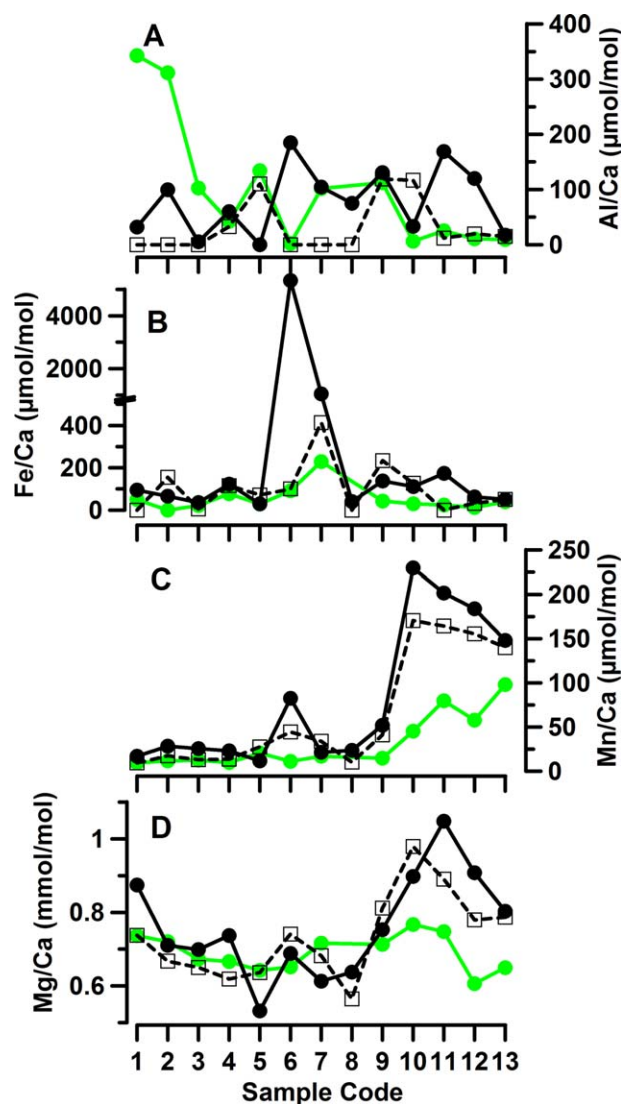 A
400
300
200
100
0
Al/Ca (µmol/mol)
B
4000
2000
400
200
0
Fe/Ca (µmol/mol)
C
250
200
150
100
50
0
Mn/Ca (µmol/mol)
D
1
0.8
0.6
Mg/Ca (mmol/mol)
1 2 3 4 5 6 7 8 9 10 11 12 13
Sample Code